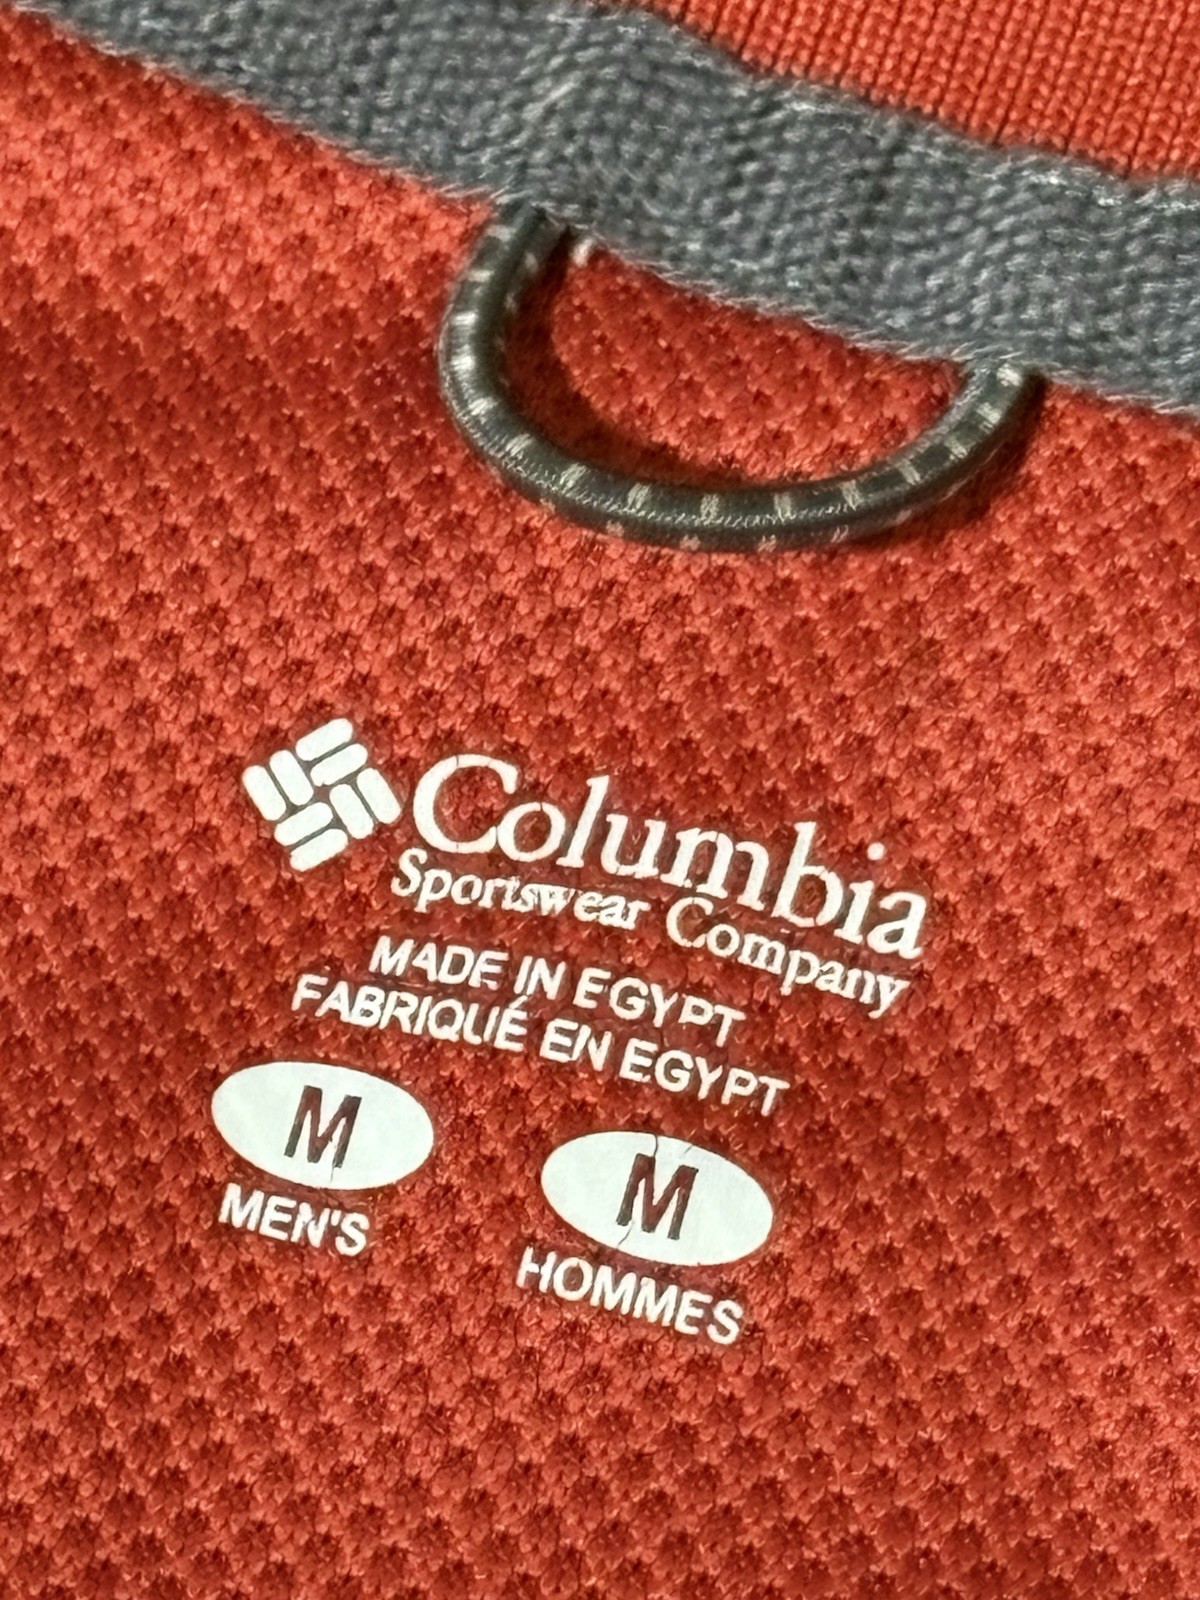 Columbia
Sportswear Company
MADE IN EGYPT
FABRIQUÉ EN EGYPT
M M
MEN'S HOMMES